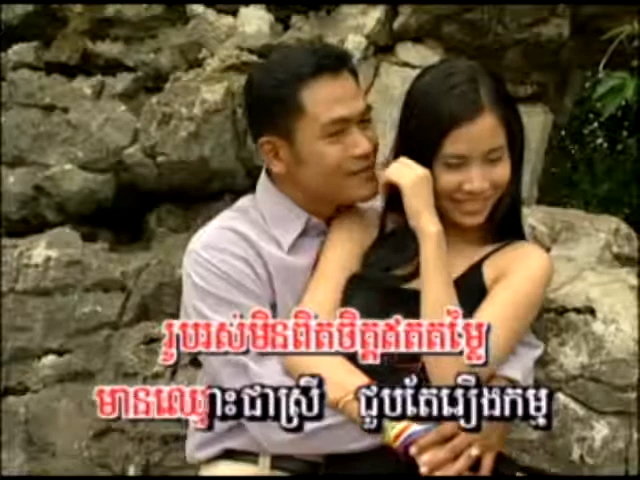 រូបរស់មិនពិតចិត្តឥតតម្លៃ
មានឈ្មោះជាស្រី ជួបតែរឿងកម្ម